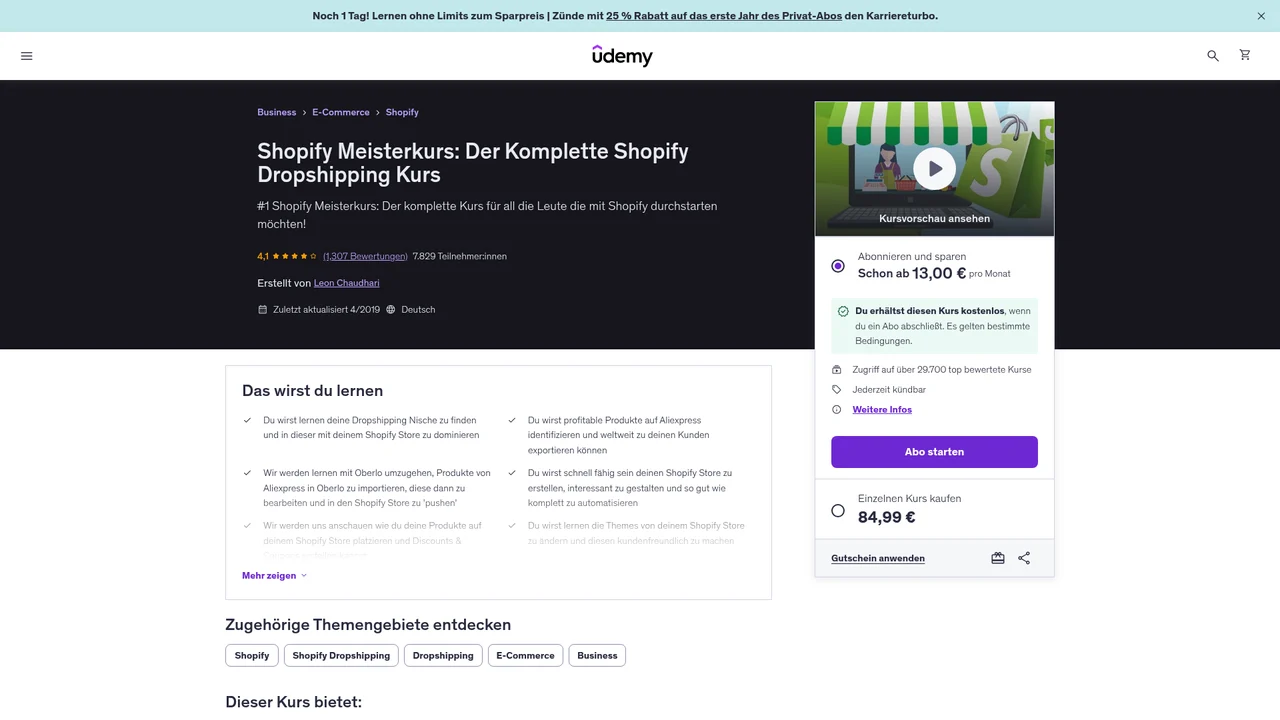 Noch 1 Tag! Lernen ohne Limits zum Sparpreis | Zünde mit 25 % Rabatt auf das erste Jahr des Privat-Abos den Karriereturbo.
udemy
Business > E-Commerce > Shopify
Shopify Meisterkurs: Der Komplette Shopify
Dropshipping Kurs
#1 Shopify Meisterkurs: Der komplette Kurs für all die Leute die mit Shopify durchstarten
möchten!
4,1 (1.307 Bewertungen) 7.829 Teilnehmer:innen
Erstellt von Leon Chaudhari
Zuletzt aktualisiert 4/2019 Deutsch
Kursvorschau ansehen
Abonnieren und sparen
Schon ab 13,00 € pro Monat
Du erhältst diesen Kurs kostenlos, wenn
du ein Abo abschließt. Es gelten bestimmte
Bedingungen.
Zugriff auf über 29.700 top bewertete Kurse
Jederzeit kündbar
Weitere Infos
Abo starten
Einzelnen Kurs kaufen
84,99 €
Gutschein anwenden
Das wirst du lernen
Du wirst lernen deine Dropshipping Nische zu finden
und in dieser mit deinem Shopify Store zu dominieren
Du wirst profitable Produkte auf Aliexpress
identifizieren und weltweit zu deinen Kunden
exportieren können
Wir werden lernen mit Oberlo umzugehen, Produkte von
Aliexpress in Oberlo zu importieren, diese dann zu
bearbeiten und in den Shopify Store zu 'pushen'
Du wirst schnell fähig sein deinen Shopify Store zu
erstellen, interessant zu gestalten und so gut wie
komplett zu automatisieren
Wir werden uns anschauen wie du deine Produkte auf
deinem Shopify Store platzieren und Discounts &
Du wirst lernen die Themes von deinem Shopify Store
zu ändern und diesen kundenfreundlich zu machen
Mehr zeigen
Zugehörige Themengebiete entdecken
Shopify
Shopify Dropshipping
Dropshipping
E-Commerce
Business
Dieser Kurs bietet: